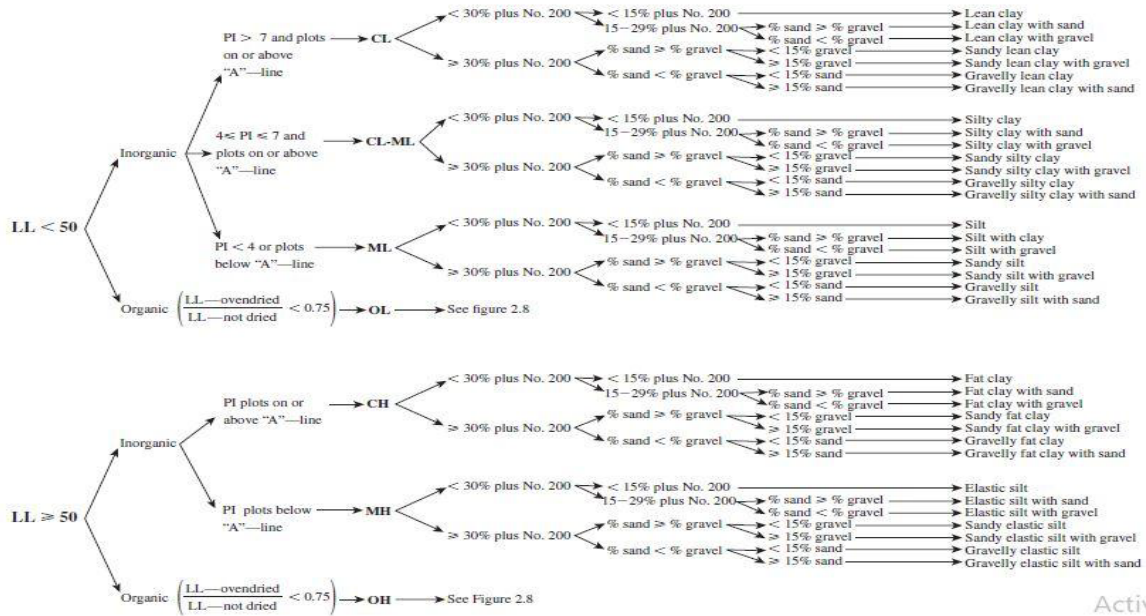 < 30% plus No. 200 < 15% plus No. 200 Lean clay
15−29% plus No. 200 % sand ≥ % gravel Lean clay with sand
% sand < % gravel Lean clay with gravel
PI > 7 and plots on or above “A”—line CL
≥ 30% plus No. 200 % sand ≥ % gravel < 15% gravel Sandy lean clay
≥ 15% gravel Sandy lean clay with gravel
% sand < % gravel < 15% sand Gravelly lean clay
≥ 15% sand Gravelly lean clay with sand
< 30% plus No. 200 < 15% plus No. 200 Silty clay
15−29% plus No. 200 % sand ≥ % gravel Silty clay with sand
% sand < % gravel Silty clay with gravel
Inorganic 4≤ PI ≤ 7 and plots on or above “A”—line CL-ML
≥ 30% plus No. 200 % sand ≥ % gravel < 15% gravel Sandy silty clay
≥ 15% gravel Sandy silty clay with gravel
% sand < % gravel < 15% sand Gravelly silty clay
≥ 15% sand Gravelly silty clay with sand
LL < 50
< 30% plus No. 200 < 15% plus No. 200 Silt
15−29% plus No. 200 % sand ≥ % gravel Silt with clay
% sand < % gravel Silt with gravel
PI < 4 or plots below “A”—line ML
≥ 30% plus No. 200 % sand ≥ % gravel < 15% gravel Sandy silt
≥ 15% gravel Sandy silt with gravel
% sand < % gravel < 15% sand Gravelly silt
≥ 15% sand Gravelly silt with sand
Organic (LL—ovendried / LL—not dried < 0.75) OL See figure 2.8
< 30% plus No. 200 < 15% plus No. 200 Fat clay
15−29% plus No. 200 % sand ≥ % gravel Fat clay with sand
% sand < % gravel Fat clay with gravel
PI plots on or above “A”—line CH
≥ 30% plus No. 200 % sand ≥ % gravel < 15% gravel Sandy fat clay
≥ 15% gravel Sandy fat clay with gravel
% sand < % gravel < 15% sand Gravelly fat clay
≥ 15% sand Gravelly fat clay with sand
Inorganic
< 30% plus No. 200 < 15% plus No. 200 Elastic silt
15−29% plus No. 200 % sand ≥ % gravel Elastic silt with sand
% sand < % gravel Elastic silt with gravel
LL ≥ 50 PI plots below “A”—line MH
≥ 30% plus No. 200 % sand ≥ % gravel < 15% gravel Sandy elastic silt
≥ 15% gravel Sandy elastic silt with gravel
% sand < % gravel < 15% sand Gravelly elastic silt
≥ 15% sand Gravelly elastic silt with sand
Organic (LL—ovendried / LL—not dried < 0.75) OH See Figure 2.8
Activ